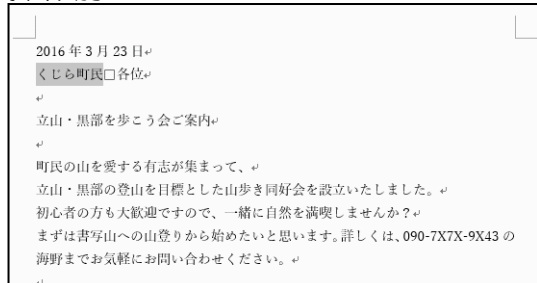 2016 年 3 月 23 日↵
くじら町民□各位↵
↵
立山・黒部を歩こう会ご案内↵
↵
町民の山を愛する有志が集まって、↵
立山・黒部の登山を目標とした山歩き同好会を設立いたしました。↵
初心者の方も大歓迎ですので、一緒に自然を満喫しませんか？↵
まずは書写山への山登りから始めたいと思います。詳しくは、090-7X7X-9X43 の
海野までお気軽にお問い合わせください。↵
↵